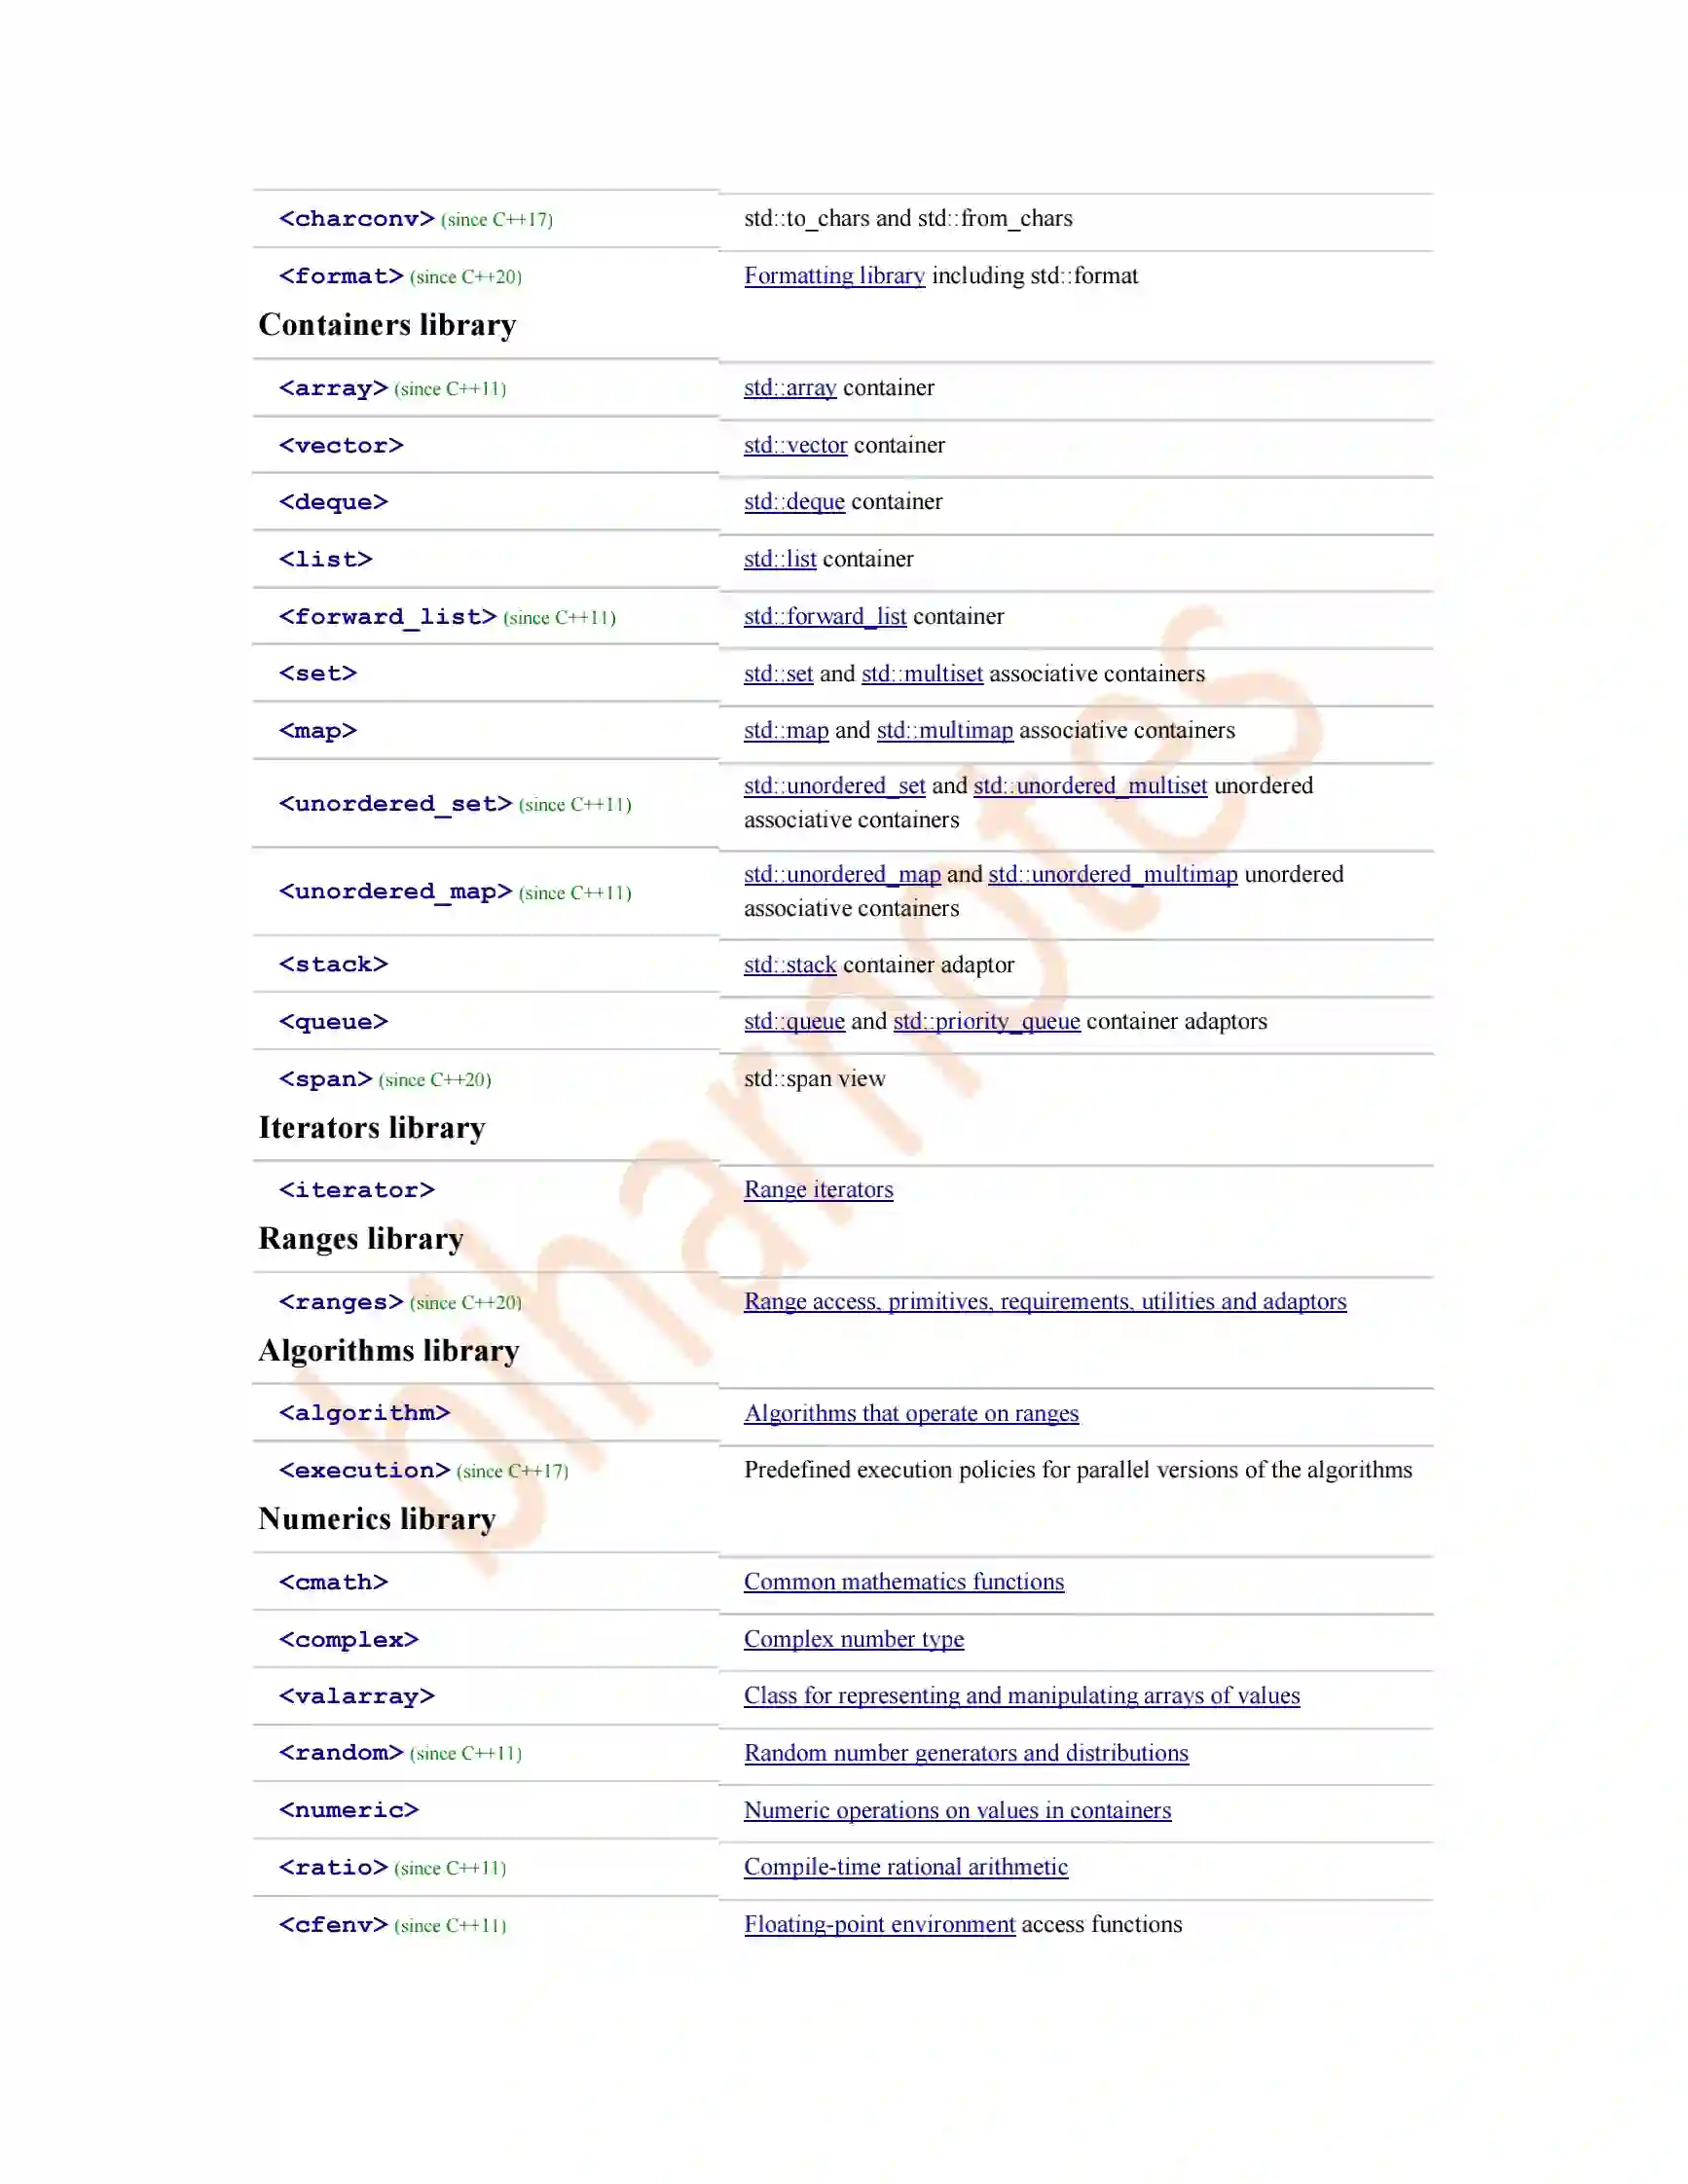 <charconv> (since C++17) std::to_chars and std::from_chars
<format> (since C++20) Formatting library including std::format
Containers library
<array> (since C++11) std::array container
<vector> std::vector container
<deque> std::deque container
<list> std::list container
<forward_list> (since C++11) std::forward_list container
<set> std::set and std::multiset associative containers
<map> std::map and std::multimap associative containers
<unordered_set> (since C++11) std::unordered_set and std::unordered_multiset unordered
associative containers
<unordered_map> (since C++11) std::unordered_map and std::unordered_multimap unordered
associative containers
<stack> std::stack container adaptor
<queue> std::queue and std::priority_queue container adaptors
<span> (since C++20) std::span view
Iterators library
<iterator> Range iterators
Ranges library
<ranges> (since C++20) Range access, primitives, requirements, utilities and adaptors
Algorithms library
<algorithm> Algorithms that operate on ranges
<execution> (since C++17) Predefined execution policies for parallel versions of the algorithms
Numerics library
<cmath> Common mathematics functions
<complex> Complex number type
<valarray> Class for representing and manipulating arrays of values
<random> (since C++11) Random number generators and distributions
<numeric> Numeric operations on values in containers
<ratio> (since C++11) Compile-time rational arithmetic
<cfenv> (since C++11) Floating-point environment access functions
biharnotes